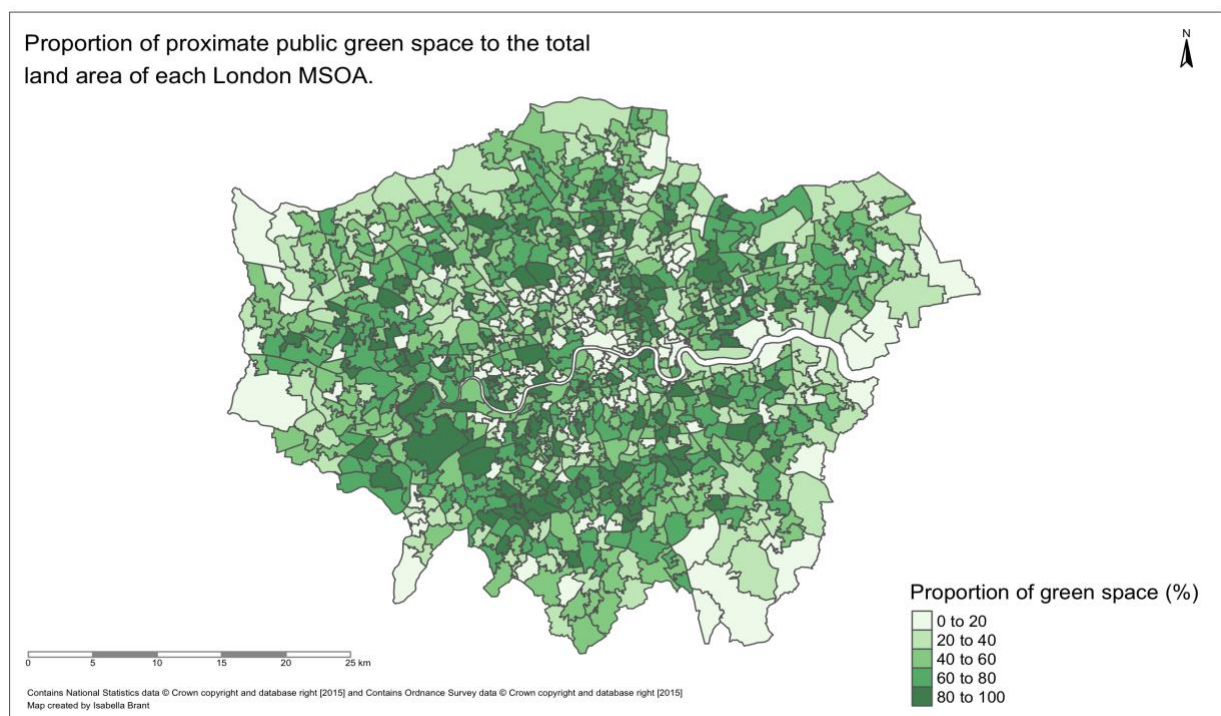 Proportion of proximate public green space to the total
land area of each London MSOA.
N
Proportion of green space (%)
0 to 20
20 to 40
40 to 60
60 to 80
80 to 100
0 5 10 15 20 25 km
Contains National Statistics data © Crown copyright and database right [2015] and Contains Ordnance Survey data © Crown copyright and database right [2015]
Map created by Isabella Brant